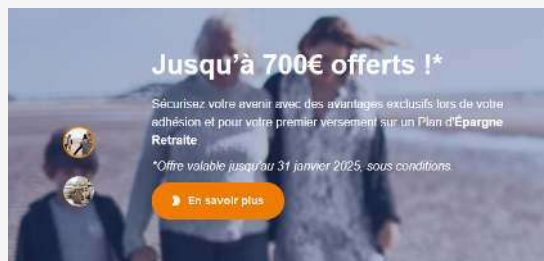 Jusqu'à 700€ offerts !*
Sécurisez votre avenir avec des avantages exclusifs lors de votre
adhésion et pour votre premier versement sur un Plan d'Épargne
Retraite
*Offre valable jusqu'au 31 janvier 2025, sous conditions.
En savoir plus